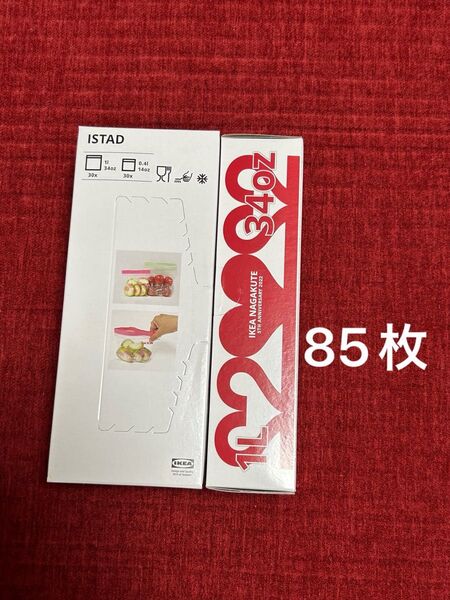 ISTAD
1l
34oz
30x
0.4l
14oz
30x
IKEA
1L
34oz
IKEA NAGAKUTE
5TH ANNIVERSARY 2022
85枚